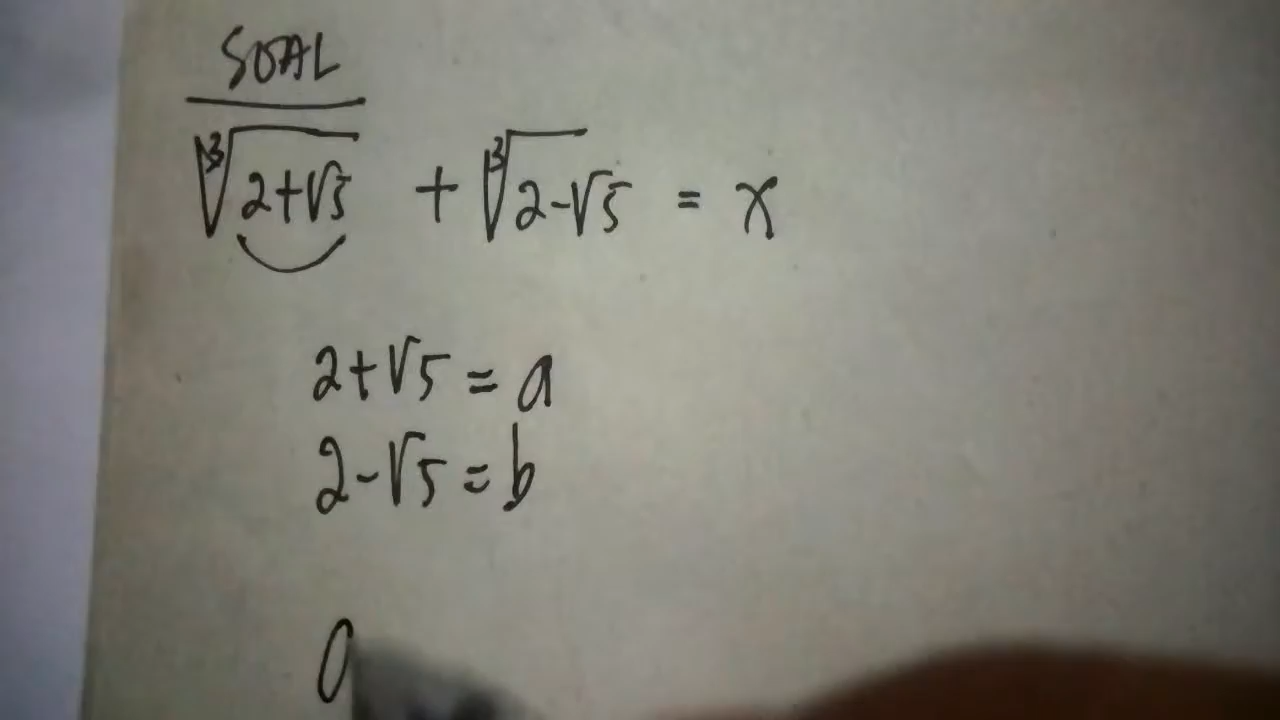 SOAL
∛(2+√5) + ∛(2-√5) = x
2+√5 = a
2-√5 = b
a